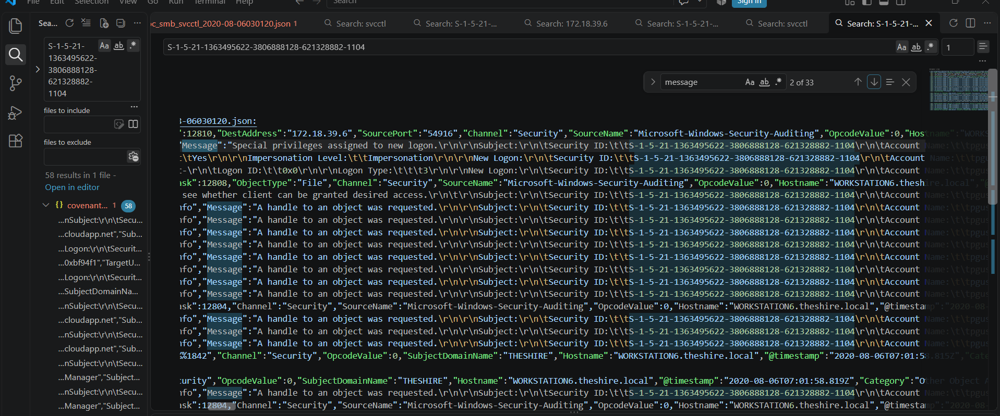 File Edit Selection View Go Run Terminal Help
Search
Sign in
Sea...
oc_smb_svcctl_2020-08-06030120.json 1
Search: svcctl
Search: S-1-5-21-...
Search: 172.18.39.6
Search: S-1-5-21-...
Search: svcctl
Search: S-1-5-21-...
S-1-5-21-
1363495622-
3806888128-
621328882-
1104
Aa ab .*
files to include
files to exclude
58 results in 1 file -
Open in editor
{} covenant... 1 58
...nSubject:\r\n\tSecu...
...cloudapp.net","Sub...
...Logon:\r\n\tSecurit...
...0xbf94f1","TargetU...
...Logon:\r\n\tSecurit...
...SubjectDomainNa...
...nSubject:\r\n\tSecu...
...cloudapp.net","Sub...
...nSubject:\r\n\tSecu...
...cloudapp.net","Sub...
...nSubject:\r\n\tSecu...
...Manager","Subject...
...nSubject:\r\n\tSecu...
...Manager","Subject...
S-1-5-21-1363495622-3806888128-621328882-1104
Aa ab .* 1
message Aa ab .* 2 of 33
3-06030120.json:
":12810,"DestAddress":"172.18.39.6","SourcePort":"54916","Channel":"Security","SourceName":"Microsoft-Windows-Security-Auditing","OpcodeValue":0,"Hostname":"WORKS
"Message":"Special privileges assigned to new logon.\r\n\r\nSubject:\r\n\tSecurity ID:\t\tS-1-5-21-1363495622-3806888128-621328882-1104\r\n\tAccount Name:\t\tpgus
t\tYes\r\n\r\nImpersonation Level:\t\tImpersonation\r\n\r\nNew Logon:\r\n\tSecurity ID:\t\tS-1-5-21-1363495622-3806888128-621328882-1104\r\n\tAccount Name:\t\tpgus
t-\r\n\tLogon ID:\t\t0x0\r\n\r\nLogon Type:\t\t\t3\r\n\r\nNew Logon:\r\n\tSecurity ID:\t\tS-1-5-21-1363495622-3806888128-621328882-1104\r\n\tAccount Name:\t\tpgus
ask":12808,"ObjectType":"File","Channel":"Security","SourceName":"Microsoft-Windows-Security-Auditing","OpcodeValue":0,"Hostname":"WORKSTATION6.theshire.local","@
see whether client can be granted desired access.\r\n\t\r\nSubject:\r\n\tSecurity ID:\t\tS-1-5-21-1363495622-3806888128-621328882-1104\r\n\tAccount Name:\t\tpgus
nfo","Message":"A handle to an object was requested.\r\n\r\nSubject:\r\n\tSecurity ID:\t\tS-1-5-21-1363495622-3806888128-621328882-1104\r\n\tAccount Name:\t\tpgus
nfo","Message":"A handle to an object was requested.\r\n\r\nSubject:\r\n\tSecurity ID:\t\tS-1-5-21-1363495622-3806888128-621328882-1104\r\n\tAccount Name:\t\tpgus
nfo","Message":"A handle to an object was requested.\r\n\r\nSubject:\r\n\tSecurity ID:\t\tS-1-5-21-1363495622-3806888128-621328882-1104\r\n\tAccount Name:\t\tpgus
nfo","Message":"A handle to an object was requested.\r\n\r\nSubject:\r\n\tSecurity ID:\t\tS-1-5-21-1363495622-3806888128-621328882-1104\r\n\tAccount Name:\t\tpgus
nfo","Message":"A handle to an object was requested.\r\n\r\nSubject:\r\n\tSecurity ID:\t\tS-1-5-21-1363495622-3806888128-621328882-1104\r\n\tAccount Name:\t\tpgus
nfo","Message":"A handle to an object was requested.\r\n\r\nSubject:\r\n\tSecurity ID:\t\tS-1-5-21-1363495622-3806888128-621328882-1104\r\n\tAccount Name:\t\tpgus
nfo","Message":"A handle to an object was requested.\r\n\r\nSubject:\r\n\tSecurity ID:\t\tS-1-5-21-1363495622-3806888128-621328882-1104\r\n\tAccount Name:\t\tpgus
nfo","Message":"A handle to an object was requested.\r\n\r\nSubject:\r\n\tSecurity ID:\t\tS-1-5-21-1363495622-3806888128-621328882-1104\r\n\tAccount Name:\t\tpgus
ask":12804,"Channel":"Security","SourceName":"Microsoft-Windows-Security-Auditing","OpcodeValue":0,"Hostname":"WORKSTATION6.theshire.local","@timestamp":"2020-08-
nfo","Message":"A handle to an object was requested.\r\n\r\nSubject:\r\n\tSecurity ID:\t\tS-1-5-21-1363495622-3806888128-621328882-1104\r\n\tAccount Name:\t\tpgus
nfo","Message":"A handle to an object was requested.\r\n\r\nSubject:\r\n\tSecurity ID:\t\tS-1-5-21-1363495622-3806888128-621328882-1104\r\n\tAccount Name:\t\tpgus
nfo","Message":"A handle to an object was requested.\r\n\r\nSubject:\r\n\tSecurity ID:\t\tS-1-5-21-1363495622-3806888128-621328882-1104\r\n\tAccount Name:\t\tpgus
%%1842","Channel":"Security","OpcodeValue":0,"SubjectDomainName":"THESHIRE","Hostname":"WORKSTATION6.theshire.local","@timestamp":"2020-08-06T07:01:58.815Z","Cate
curity","OpcodeValue":0,"SubjectDomainName":"THESHIRE","Hostname":"WORKSTATION6.theshire.local","@timestamp":"2020-08-06T07:01:58.819Z","Category":"Other Object A
nfo","Message":"A handle to an object was requested.\r\n\r\nSubject:\r\n\tSecurity ID:\t\tS-1-5-21-1363495622-3806888128-621328882-1104\r\n\tAccount Name:\t\tpgus
ask":12804,"Channel":"Security","SourceName":"Microsoft-Windows-Security-Auditing","OpcodeValue":0,"Hostname":"WORKSTATION6.theshire.local","@timestamp":"2020-08-